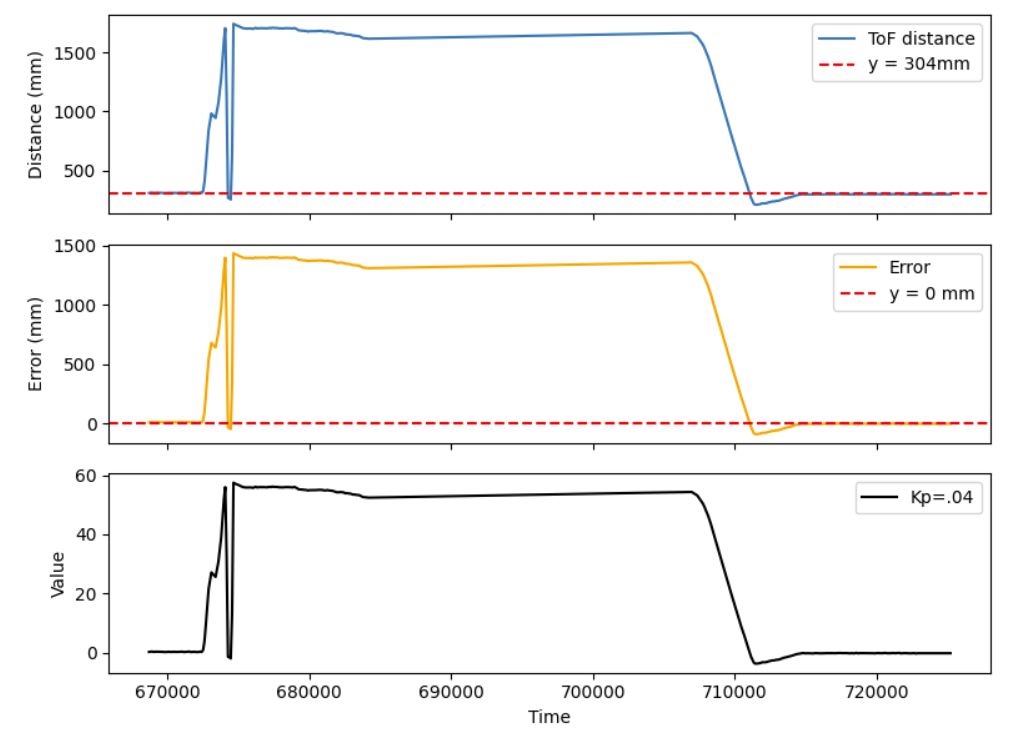 1500
1000
500
Distance (mm)
ToF distance
y = 304mm
1500
1000
500
0
Error (mm)
Error
y = 0 mm
60
40
20
0
Value
Kp=.04
670000 680000 690000 700000 710000 720000
Time